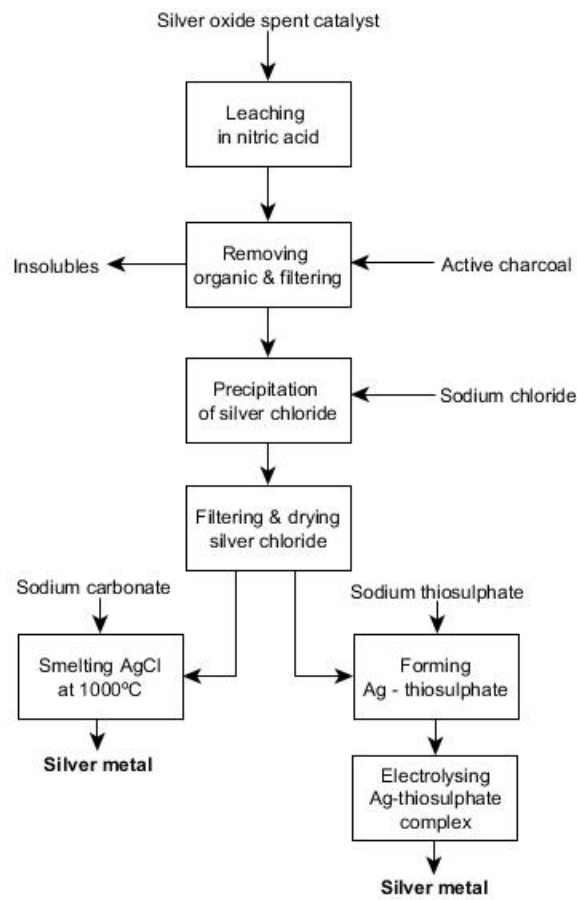 Silver oxide spent catalyst
Leaching
in nitric acid
Insolubles
Removing
organic & filtering
Active charcoal
Precipitation
of silver chloride
Sodium chloride
Filtering & drying
silver chloride
Sodium carbonate
Sodium thiosulphate
Smelting AgCl
at 1000ºC
Forming
Ag - thiosulphate
Silver metal
Electrolysing
Ag-thiosulphate
complex
Silver metal